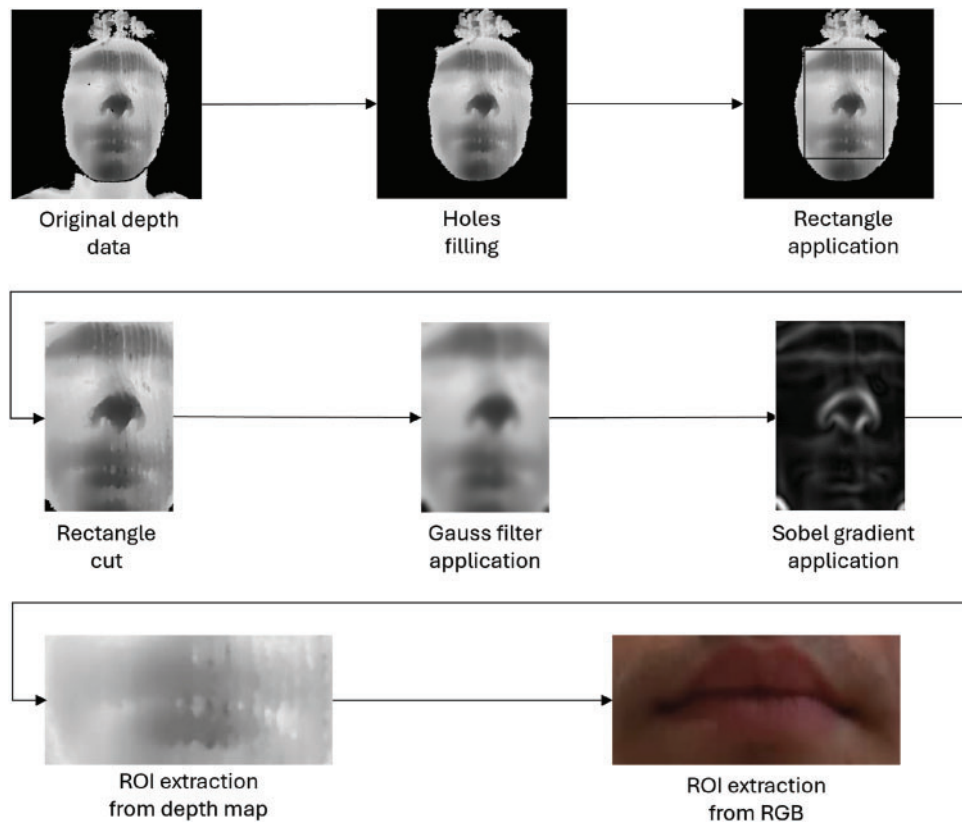 Original depth
data
Holes
filling
Rectangle
application
Rectangle
cut
Gauss filter
application
Sobel gradient
application
ROI extraction
from depth map
ROI extraction
from RGB